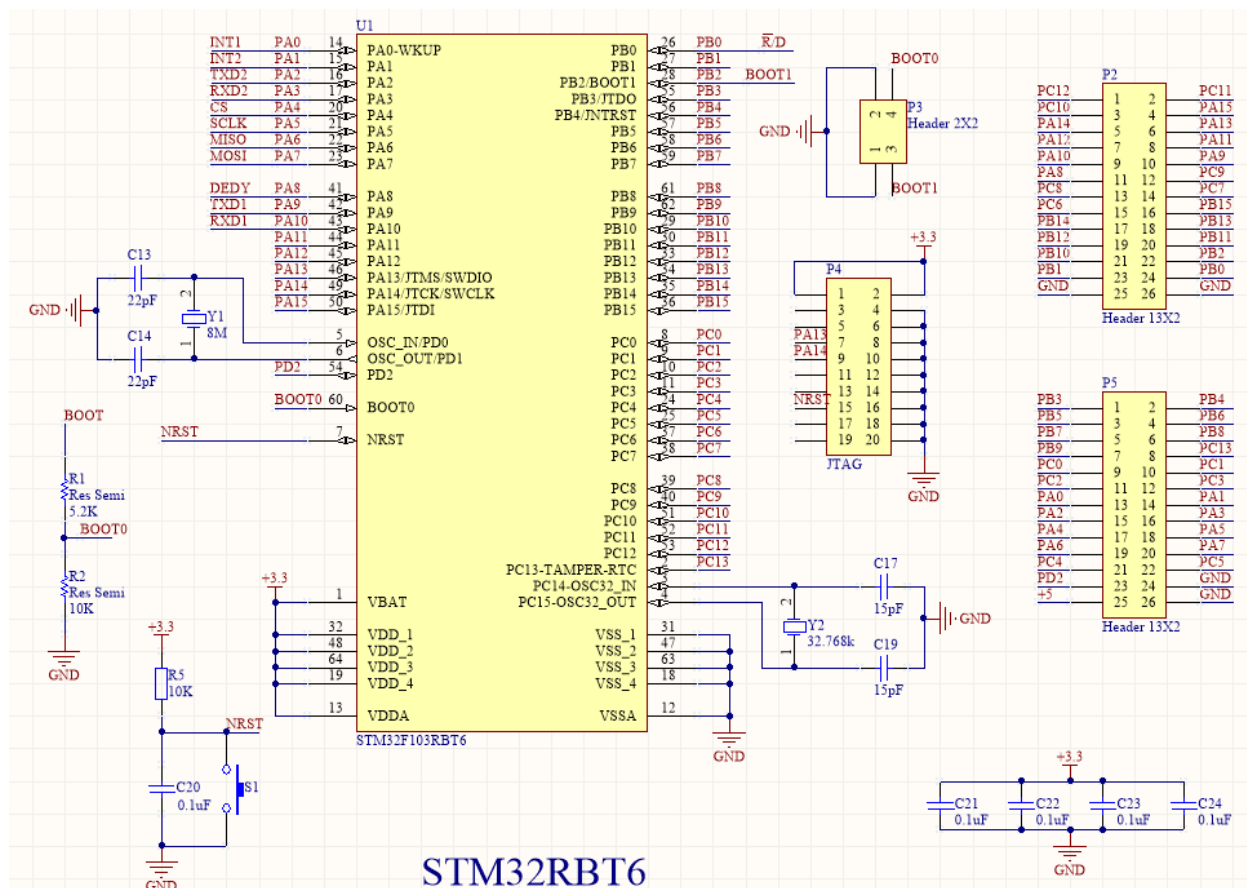 U1
INT1 PA0 14 PA0-WKUP
INT2 PA1 15 PA1
TXD2 PA2 16 PA2
RXD2 PA3 17 PA3
CS PA4 20 PA4
SCLK PA5 21 PA5
MISO PA6 22 PA6
MOSI PA7 23 PA7
DEDY PA8 41 PA8
TXD1 PA9 42 PA9
RXD1 PA10 43 PA10
PA11 44 PA11
PA12 45 PA12
PA13 46 PA13/JTMS/SWDIO
PA14 49 PA14/JTCK/SWCLK
PA15 50 PA15/JTDI
5 OSC_IN/PD0
6 OSC_OUT/PD1
PD2 54 PD2
BOOT0 60 BOOT0
NRST 7 NRST
+3.3
1 VBAT
32 VDD_1
48 VDD_2
64 VDD_3
19 VDD_4
13 VDDA
STM32F103RBT6
PB0 26 PB0 R/D
PB1 27 PB1
PB2/BOOT1 28 PB2 BOOT1
PB3/JTDO 55 PB3
PB4/JNTRST 56 PB4
PB5 57 PB5
PB6 58 PB6
PB7 59 PB7
PB8 61 PB8
PB9 62 PB9
PB10 29 PB10
PB11 30 PB11
PB12 33 PB12
PB13 34 PB13
PB14 35 PB14
PB15 36 PB15
PC0 8 PC0
PC1 9 PC1
PC2 10 PC2
PC3 11 PC3
PC4 24 PC4
PC5 25 PC5
PC6 37 PC6
PC7 38 PC7
PC8 39 PC8
PC9 40 PC9
PC10 51 PC10
PC11 52 PC11
PC12 53 PC12
PC13-TAMPER-RTC 2 PC13
PC14-OSC32_IN 3
PC15-OSC32_OUT 4
VSS_1 31
VSS_2 47
VSS_3 63
VSS_4 18
VSSA 12
GND
C13
22pF
GND
2
Y1
8M
1
C14
22pF
BOOT
R1
Res Semi
5.2K
BOOT0
R2
Res Semi
10K
GND
+3.3
R5
10K
NRST
C20
0.1uF
S1
GND
BOOT0
P3
Header 2X2
2 4
1 3
GND
BOOT1
+3.3
P4
1 2
3 4
5 6
PA13 7 8
PA14 9 10
11 12
13 14
NRST 15 16
17 18
19 20
JTAG
GND
C17
15pF
2
Y2
32.768k
1
GND
C19
15pF
P2
PC12 1 2 PC11
PC10 3 4 PA15
PA14 5 6 PA13
PA12 7 8 PA11
PA10 9 10 PA9
PA8 11 12 PC9
PC8 13 14 PC7
PC6 15 16 PB15
PB14 17 18 PB13
PB12 19 20 PB11
PB10 21 22 PB2
PB1 23 24 PB0
GND 25 26 GND
Header 13X2
P5
PB3 1 2 PB4
PB5 3 4 PB6
PB7 5 6 PB8
PB9 7 8 PC13
PC0 9 10 PC1
PC2 11 12 PC3
PA0 13 14 PA1
PA2 15 16 PA3
PA4 17 18 PA5
PA6 19 20 PA7
PC4 21 22 PC5
PD2 23 24 GND
+5 25 26 GND
Header 13X2
+3.3
C21
0.1uF
C22
0.1uF
C23
0.1uF
C24
0.1uF
GND
STM32RBT6